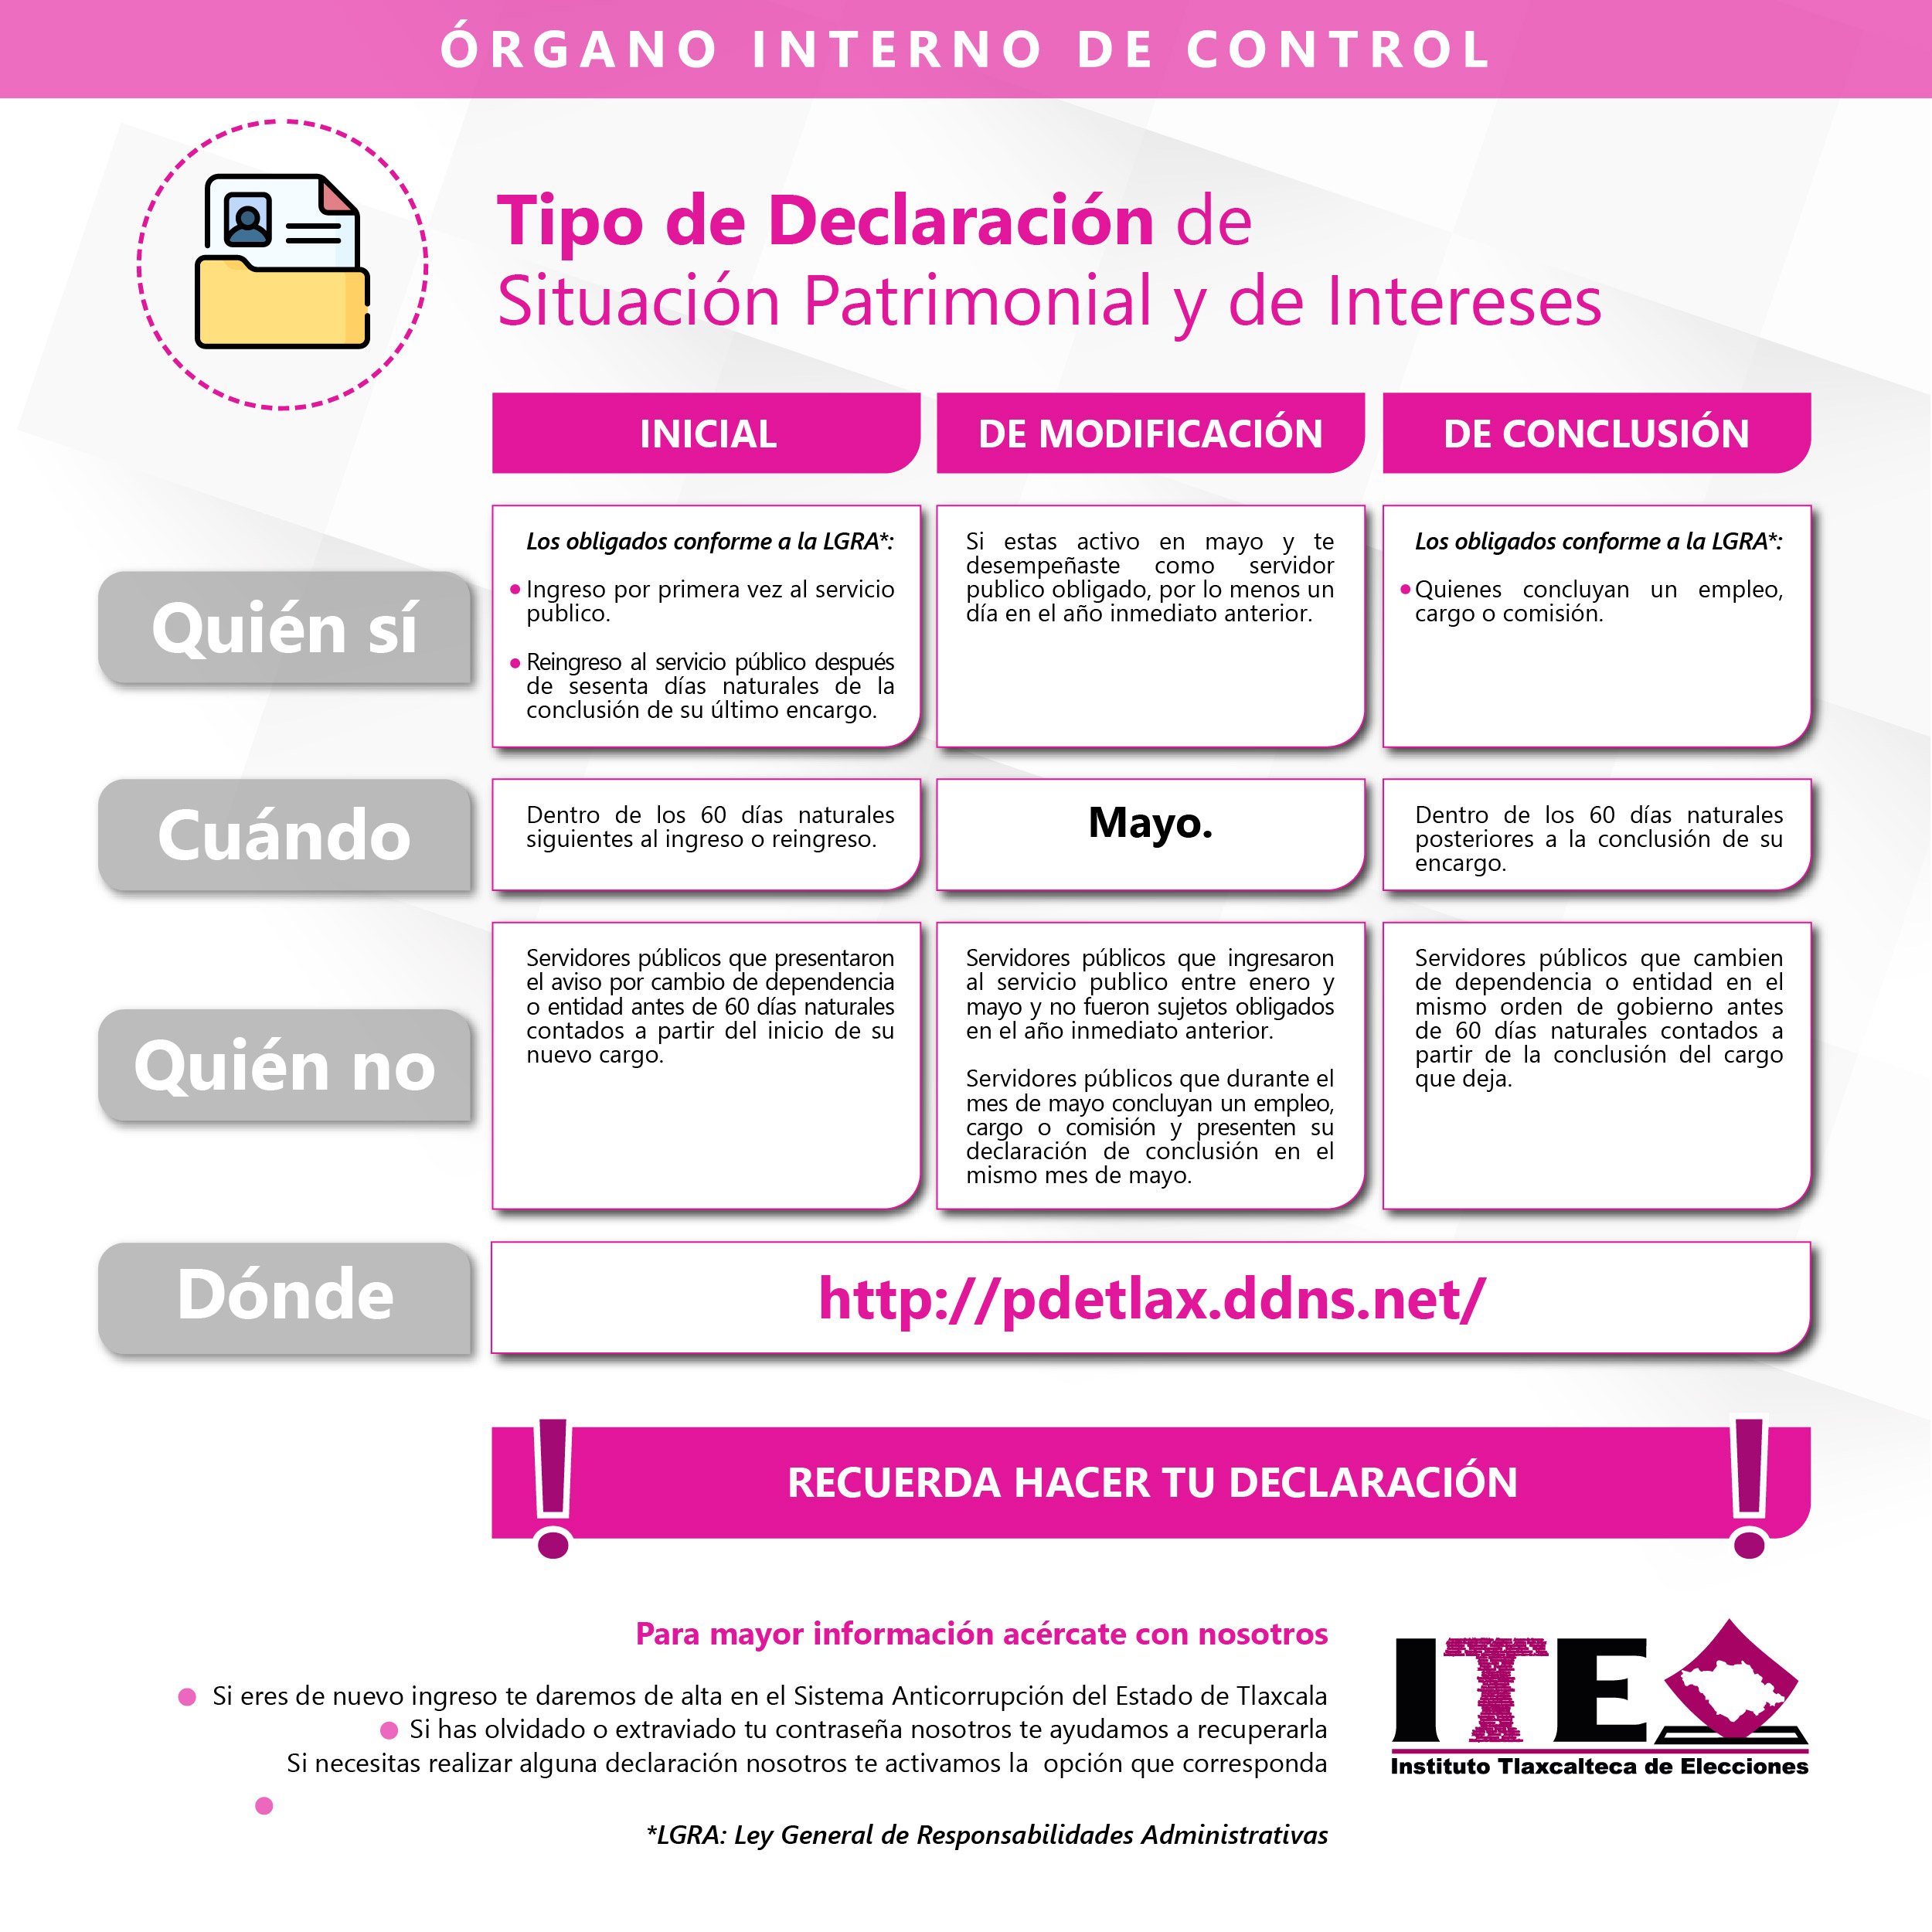 ÓRGANO INTERNO DE CONTROL
Tipo de Declaración de
Situación Patrimonial y de Intereses
INICIAL
DE MODIFICACIÓN
DE CONCLUSIÓN
Quién sí
Los obligados conforme a la LGRA*:
Ingreso por primera vez al servicio
publico.
Reingreso al servicio público después
de sesenta días naturales de la
conclusión de su último encargo.
Si estas activo en mayo y te
desempeñaste como servidor
publico obligado, por lo menos un
día en el año inmediato anterior.
Los obligados conforme a la LGRA*:
Quienes concluyan un empleo,
cargo o comisión.
Cuándo
Dentro de los 60 días naturales
siguientes al ingreso o reingreso.
Mayo.
Dentro de los 60 días naturales
posteriores a la conclusión de su
encargo.
Quién no
Servidores públicos que presentaron
el aviso por cambio de dependencia
o entidad antes de 60 días naturales
contados a partir del inicio de su
nuevo cargo.
Servidores públicos que ingresaron
al servicio publico entre enero y
mayo y no fueron sujetos obligados
en el año inmediato anterior.
Servidores públicos que durante el
mes de mayo concluyan un empleo,
cargo o comisión y presenten su
declaración de conclusión en el
mismo mes de mayo.
Servidores públicos que cambien
de dependencia o entidad en el
mismo orden de gobierno antes
de 60 días naturales contados a
partir de la conclusión del cargo
que deja.
Dónde
http://pdetlax.ddns.net/
! RECUERDA HACER TU DECLARACIÓN !
Para mayor información acércate con nosotros
Si eres de nuevo ingreso te daremos de alta en el Sistema Anticorrupción del Estado de Tlaxcala
Si has olvidado o extraviado tu contraseña nosotros te ayudamos a recuperarla
Si necesitas realizar alguna declaración nosotros te activamos la opción que corresponda
*LGRA: Ley General de Responsabilidades Administrativas
ITE
Instituto Tlaxcalteca de Elecciones